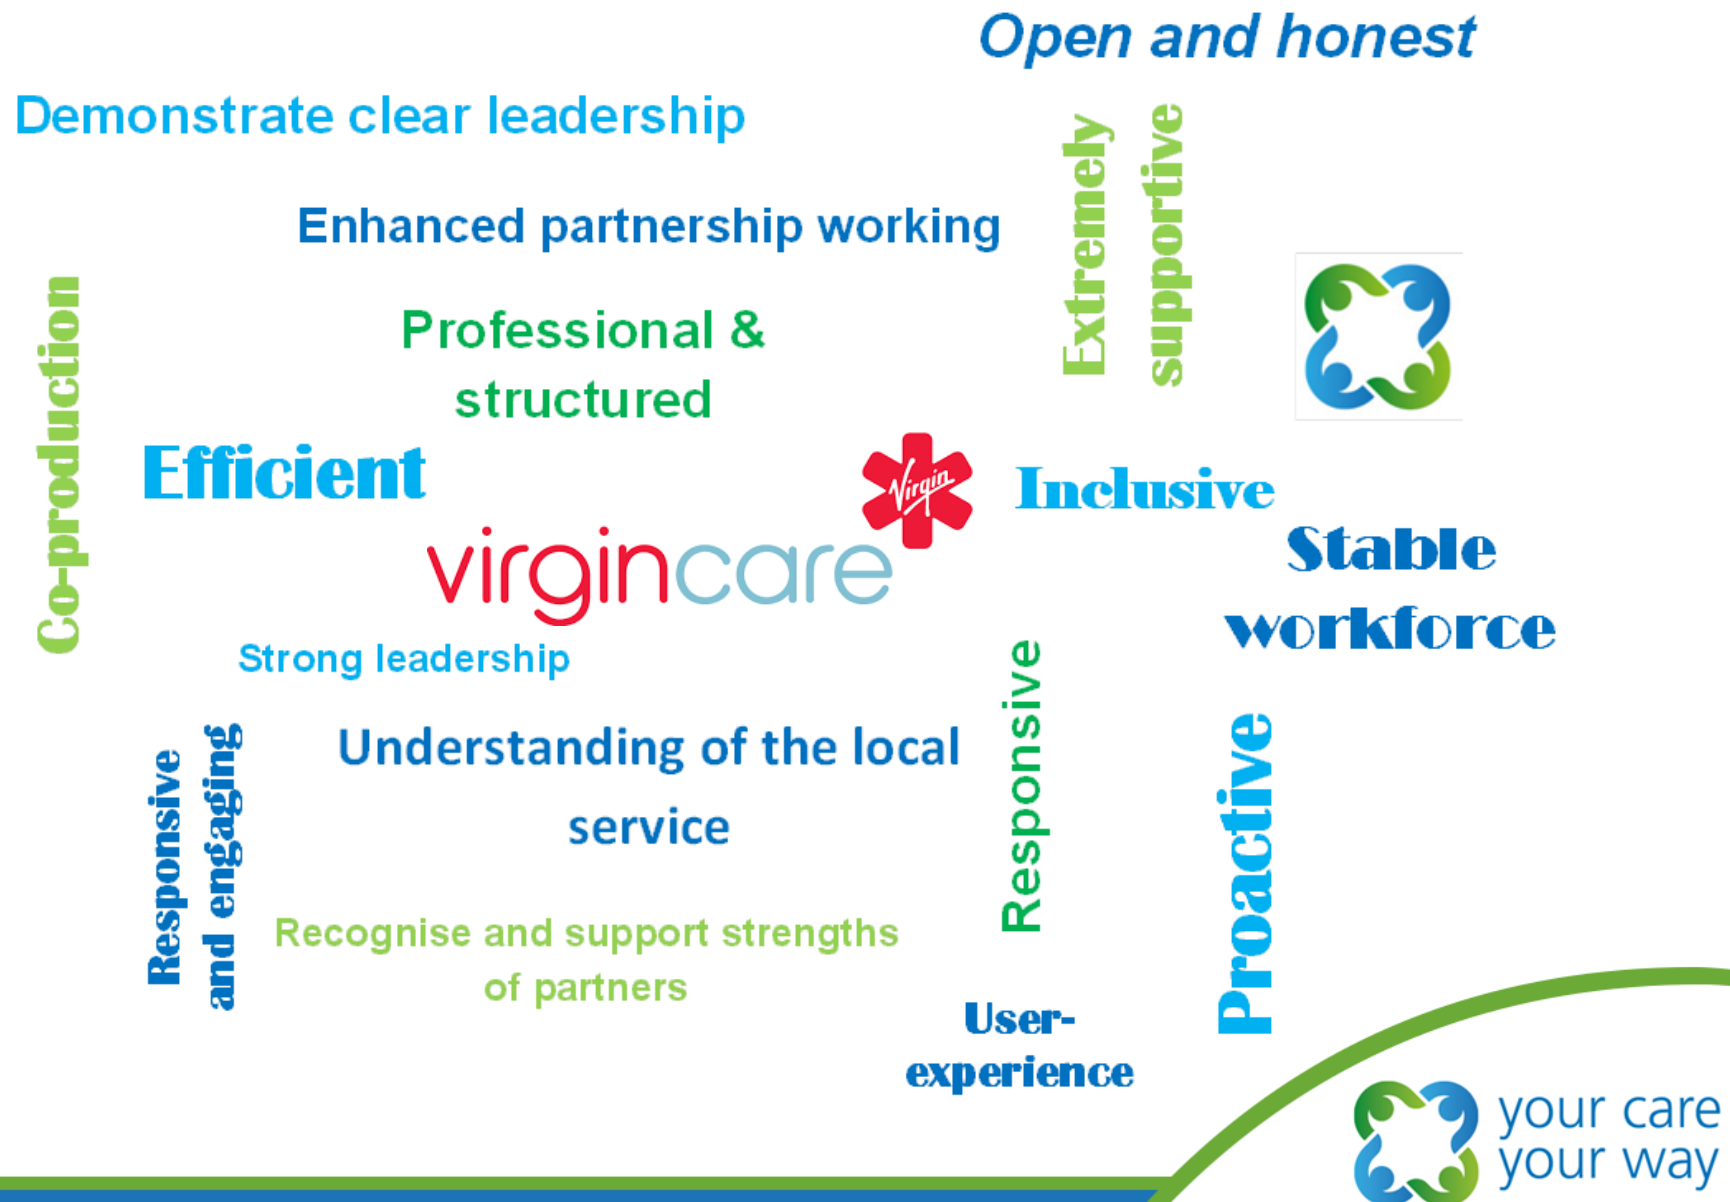 Open and honest
Demonstrate clear leadership
Extremely
supportive
Enhanced partnership working
Co-production
Professional &
structured
Efficient
Virgin
virgincare
Inclusive
Stable
workforce
Strong leadership
Responsive
Responsive
and engaging
Understanding of the local
service
Proactive
Recognise and support strengths
of partners
User-
experience
your care
your way